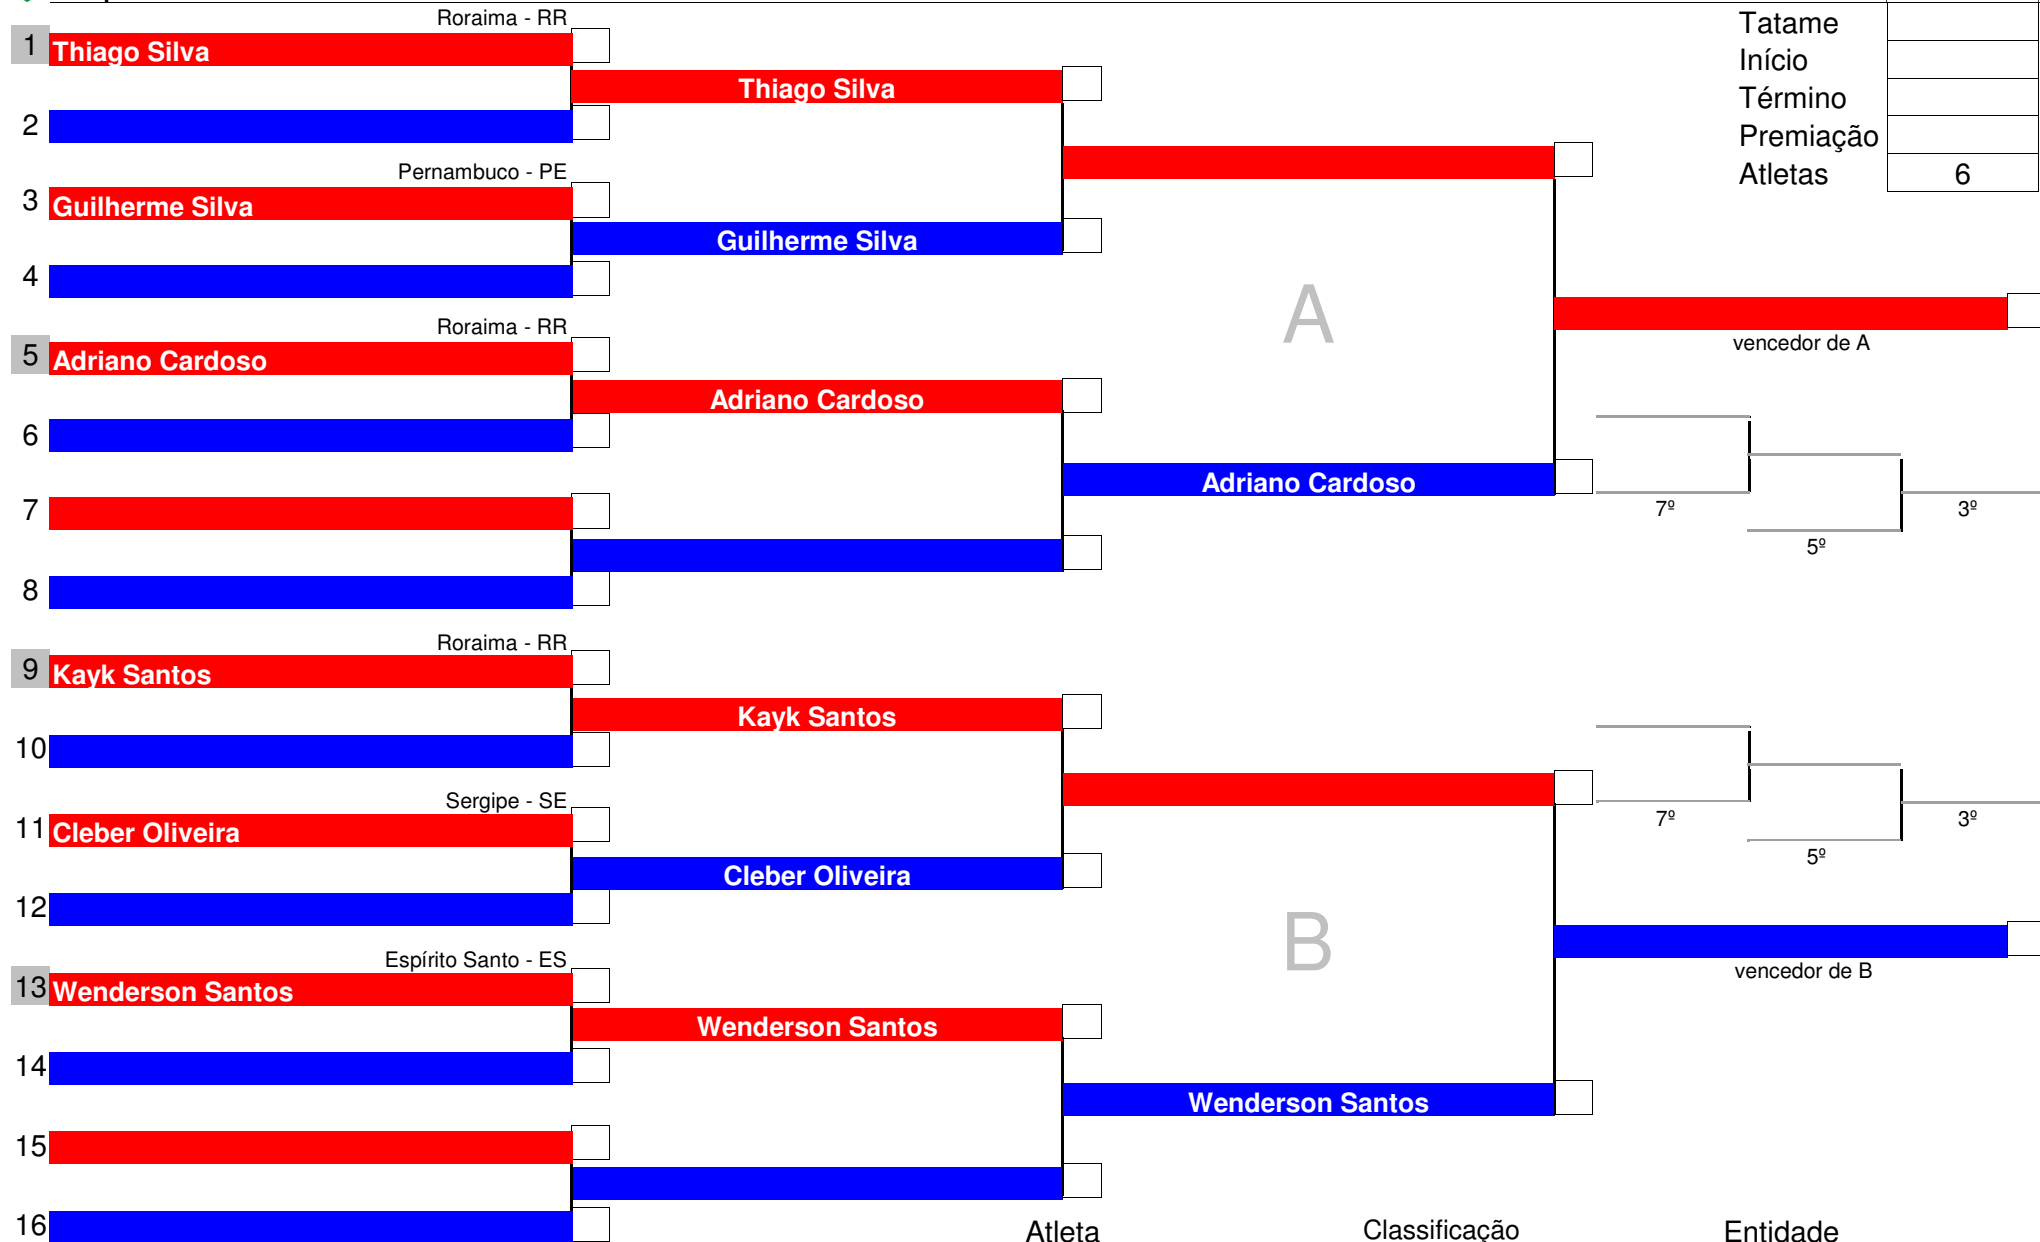 Roraima - RR
1 Thiago Silva
Thiago Silva
2
Pernambuco - PE
3 Guilherme Silva
Guilherme Silva
4
Roraima - RR
5 Adriano Cardoso
Adriano Cardoso
6
Adriano Cardoso
7
8
Roraima - RR
9 Kayk Santos
Kayk Santos
10
Sergipe - SE
11 Cleber Oliveira
Cleber Oliveira
12
Espírito Santo - ES
13 Wenderson Santos
Wenderson Santos
14
Wenderson Santos
15
16
A
B
Tatame
Início
Término
Premiação
Atletas 6
vencedor de A
7º
3º
5º
7º
3º
5º
vencedor de B
Atleta Classificação Entidade